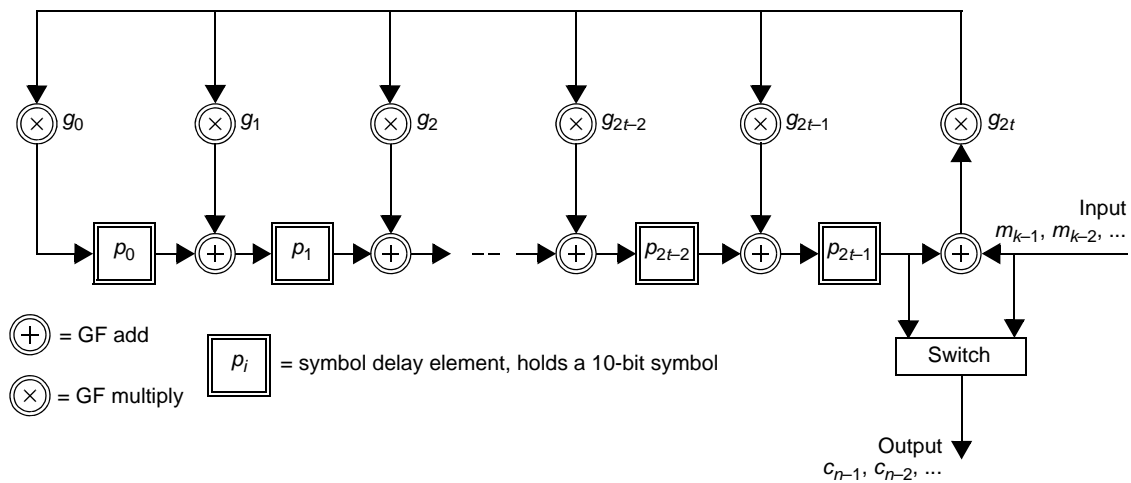 g0 g1 g2 g2t–2 g2t–1 g2t
Input
mk–1, mk–2, ...
p0 p1 p2t–2 p2t–1
= GF add
= GF multiply
pi = symbol delay element, holds a 10-bit symbol
Switch
Output
cn–1, cn–2, ...